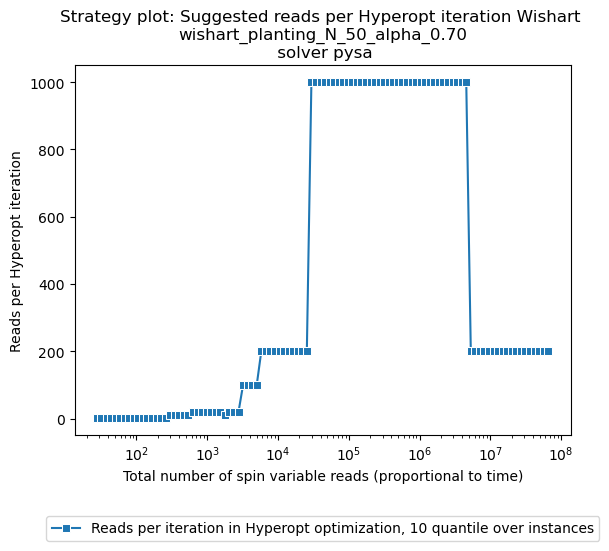 Strategy plot: Suggested reads per Hyperopt iteration Wishart
wishart_planting_N_50_alpha_0.70
solver pysa
1000
800
600
400
200
0
Reads per Hyperopt iteration
10²
10³
10⁴
10⁵
10⁶
10⁷
10⁸
Total number of spin variable reads (proportional to time)
Reads per iteration in Hyperopt optimization, 10 quantile over instances